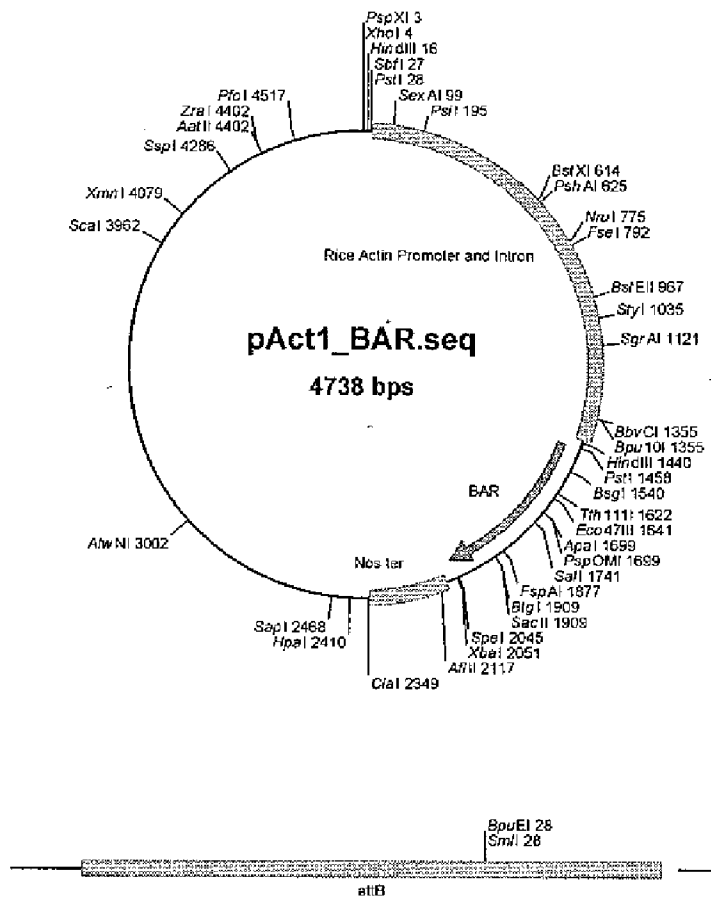 PspXI 3
XhoI 4
HindIII 16
SbfI 27
PstI 28
SexAI 99
PsiI 195
BstXI 614
PshAI 625
NruI 775
FseI 792
BstEII 967
StyI 1035
SgrAI 1121
BbvCI 1355
Bpu10I 1355
HindIII 1440
PstI 1458
BsgI 1540
Tth111I 1622
Eco47III 1641
ApaI 1699
PspOMI 1699
SalI 1741
FspAI 1877
BtgI 1909
SacII 1909
SpeI 2045
XbaI 2051
AflII 2117
ClaI 2349
HpaI 2410
SapI 2468
AlwNI 3002
ScaI 3962
XmnI 4079
SspI 4286
AatII 4402
ZraI 4402
PfoI 4517
Rice Actin Promoter and Intron
pAct1_BAR.seq
4738 bps
BAR
Nos ter
BpuEI 28
SmlI 28
attB